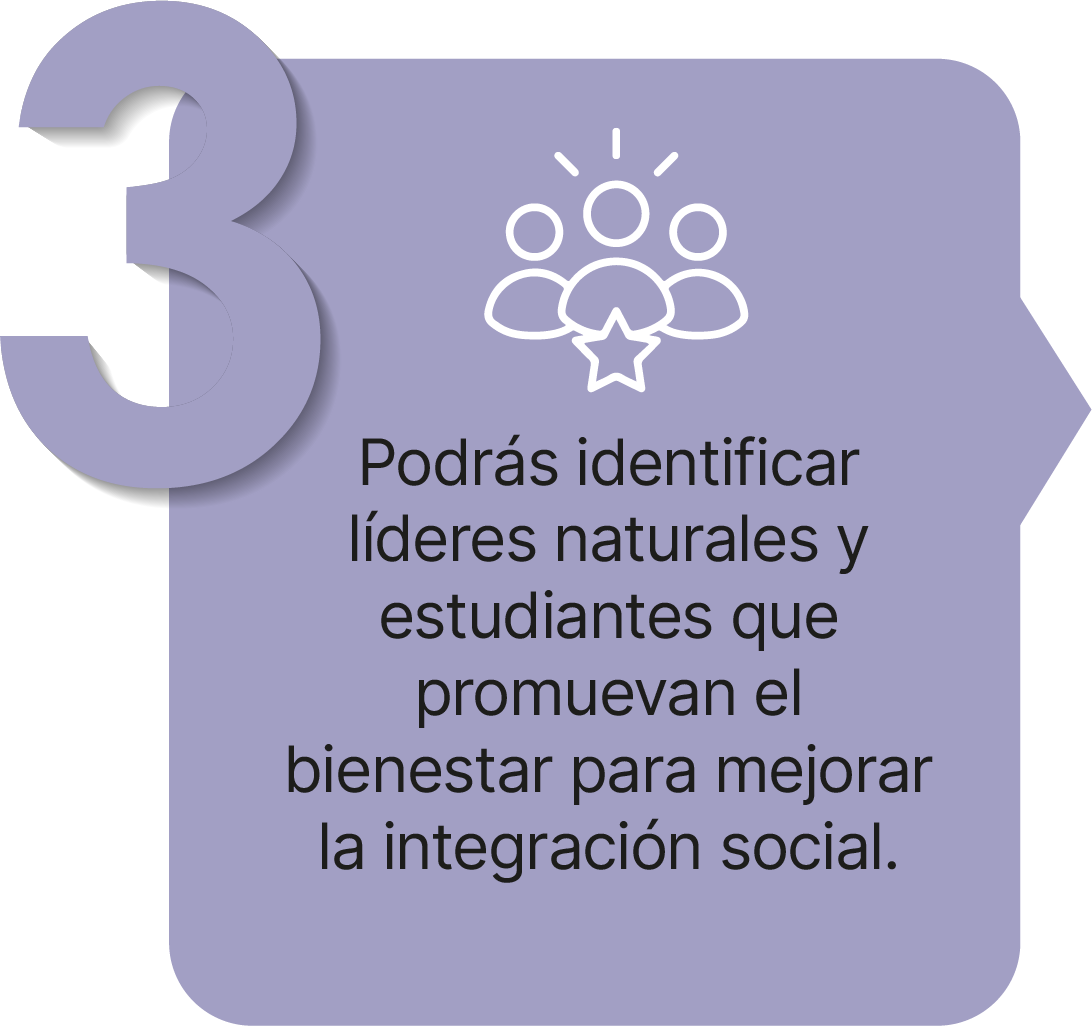 3
Podrás identificar
líderes naturales y
estudiantes que
promuevan el
bienestar para mejorar
la integración social.